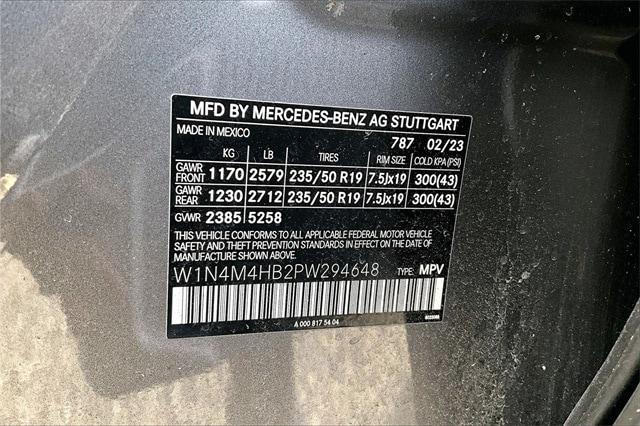 MFD BY MERCEDES-BENZ AG STUTTGART
MADE IN MEXICO 787 02/23
KG LB TIRES RIM SIZE COLD KPA (PSI)
GAWR FRONT 1170 2579 235/50 R19 7.5Jx19 300(43)
GAWR REAR 1230 2712 235/50 R19 7.5Jx19 300(43)
GVWR 2385 5258
THIS VEHICLE CONFORMS TO ALL APPLICABLE FEDERAL MOTOR VEHICLE
SAFETY AND THEFT PREVENTION STANDARDS IN EFFECT ON THE DATE OF
MANUFACTURE SHOWN ABOVE.
W1N4M4HB2PW294648 TYPE: MPV
A 000 817 54 04